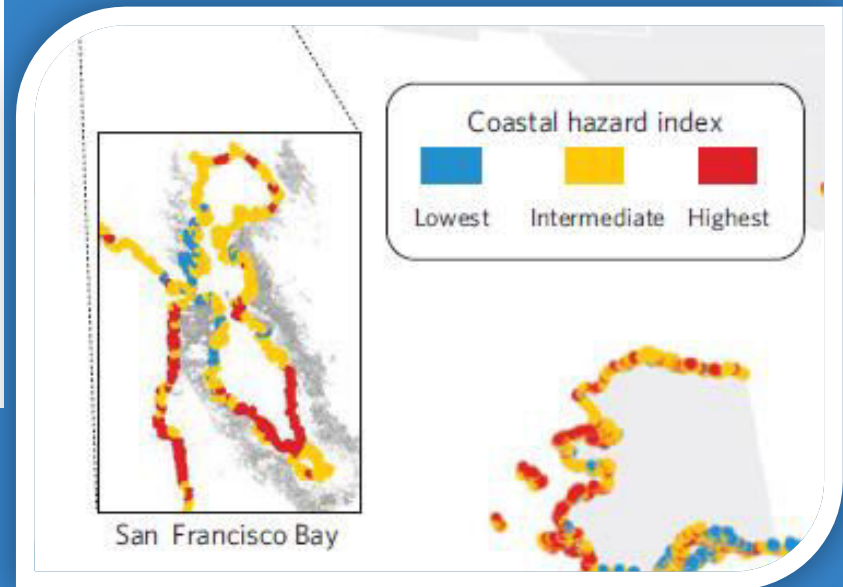 Coastal hazard index
Lowest Intermediate Highest
San Francisco Bay